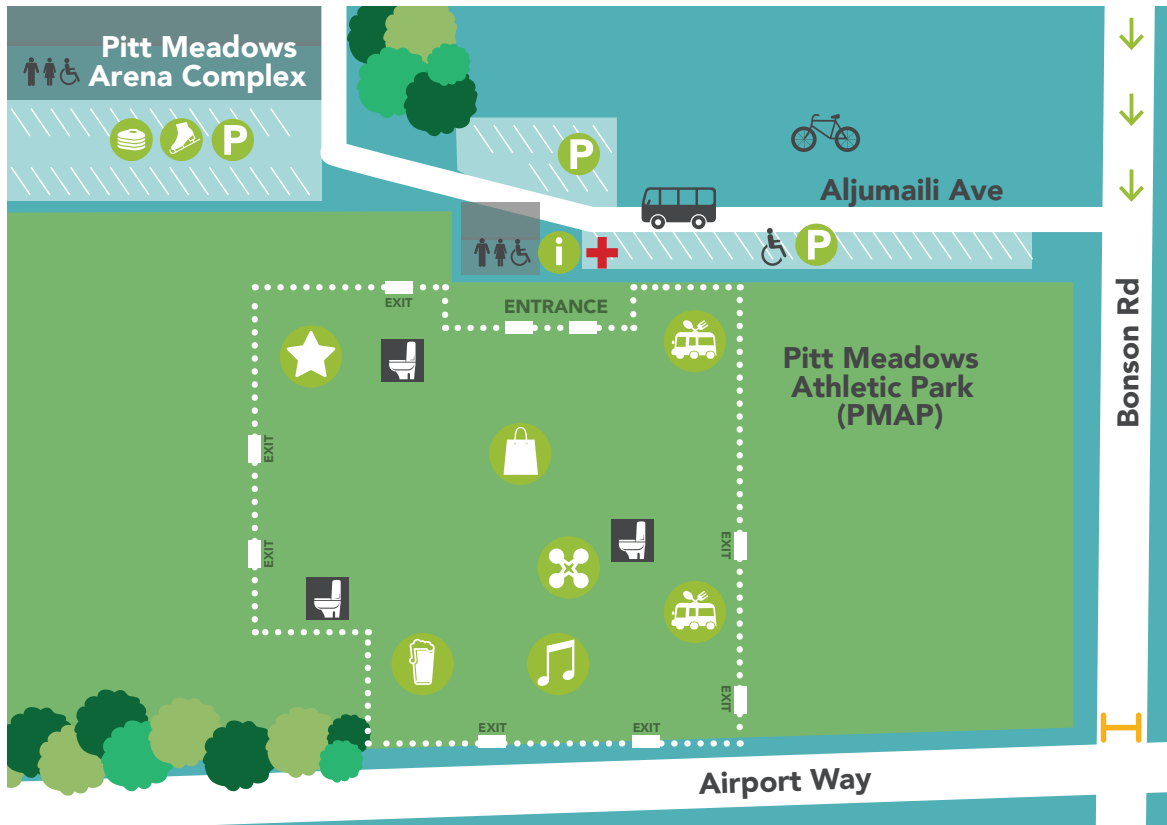 Pitt Meadows
Arena Complex
P
P
Aljumaili Ave
i
P
EXIT
ENTRANCE
Bonson Rd
Pitt Meadows
Athletic Park
(PMAP)
EXIT
EXIT
EXIT
EXIT
EXIT
EXIT
Airport Way